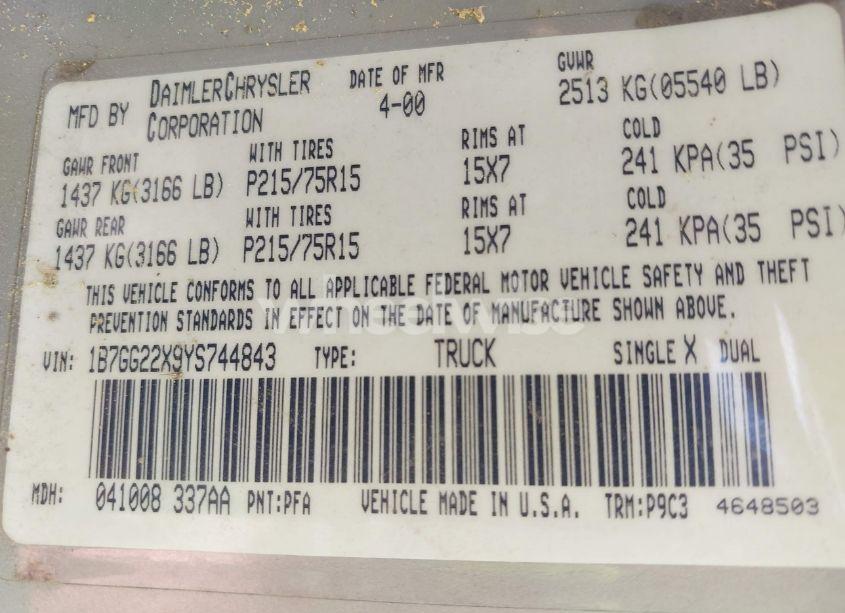 MFD BY DAIMLERCHRYSLER CORPORATION DATE OF MFR 4-00 GVWR 2513 KG(05540 LB)
GAWR FRONT WITH TIRES RIMS AT COLD
1437 KG(3166 LB) P215/75R15 15X7 241 KPA(35 PSI)
GAWR REAR WITH TIRES RIMS AT COLD
1437 KG(3166 LB) P215/75R15 15X7 241 KPA(35 PSI)
THIS VEHICLE CONFORMS TO ALL APPLICABLE FEDERAL MOTOR VEHICLE SAFETY AND THEFT
PREVENTION STANDARDS IN EFFECT ON THE DATE OF MANUFACTURE SHOWN ABOVE.
VIN: 1B7GG22X9YS744843 TYPE: TRUCK SINGLE X DUAL
MDH: 041008 337AA PNT:PFA VEHICLE MADE IN U.S.A. TRM:P9C3 4648503